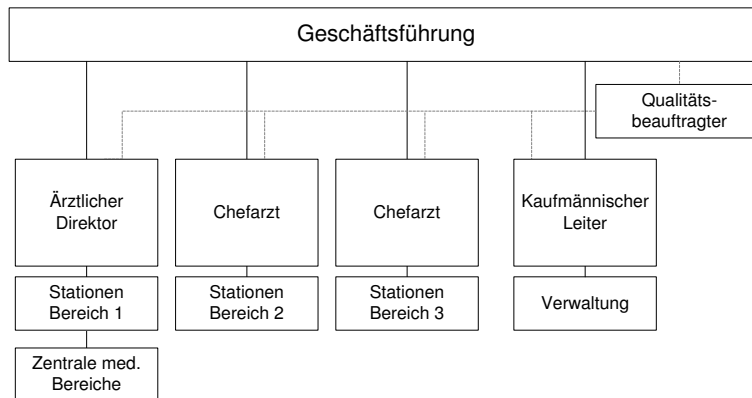 Geschäftsführung
Qualitäts-
beauftragter
Ärztlicher
Direktor
Chefarzt
Chefarzt
Kaufmännischer
Leiter
Stationen
Bereich 1
Stationen
Bereich 2
Stationen
Bereich 3
Verwaltung
Zentrale med.
Bereiche